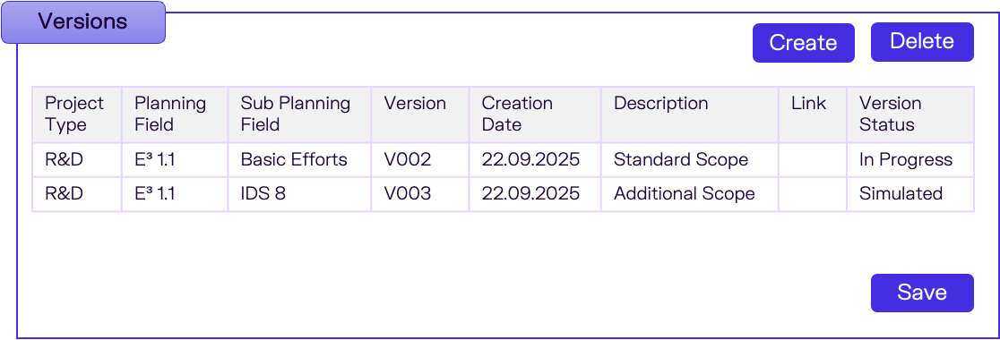 Versions
Create
Delete
Project Type Planning Field Sub Planning Field Version Creation Date Description Link Version Status
R&D E³ 1.1 Basic Efforts V002 22.09.2025 Standard Scope In Progress
R&D E³ 1.1 IDS 8 V003 22.09.2025 Additional Scope Simulated
Save